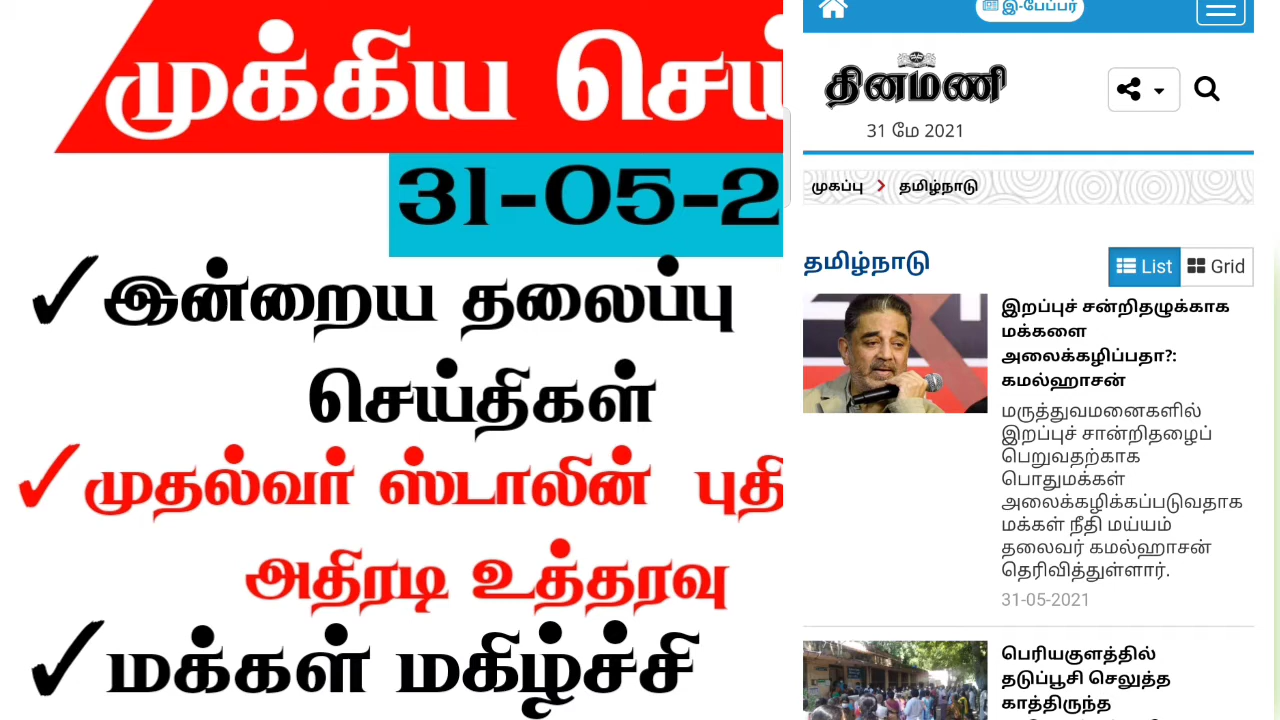 முக்கிய செய்
31-05-2
✓இன்றைய தலைப்பு
செய்திகள்
✓முதல்வர் ஸ்டாலின் புதி
அதிரடி உத்தரவு
✓மக்கள் மகிழ்ச்சி
இ-பேப்பர்
தினமணி
31 மே 2021
முகப்பு > தமிழ்நாடு
தமிழ்நாடு
List Grid
இறப்புச் சன்றிதழுக்காக
மக்களை
அலைக்கழிப்பதா?:
கமல்ஹாசன்
மருத்துவமனைகளில்
இறப்புச் சான்றிதழைப்
பெறுவதற்காக
பொதுமக்கள்
அலைக்கழிக்கப்படுவதாக
மக்கள் நீதி மய்யம்
தலைவர் கமல்ஹாசன்
தெரிவித்துள்ளார்.
31-05-2021
பெரியகுளத்தில்
தடுப்பூசி செலுத்த
காத்திருந்த